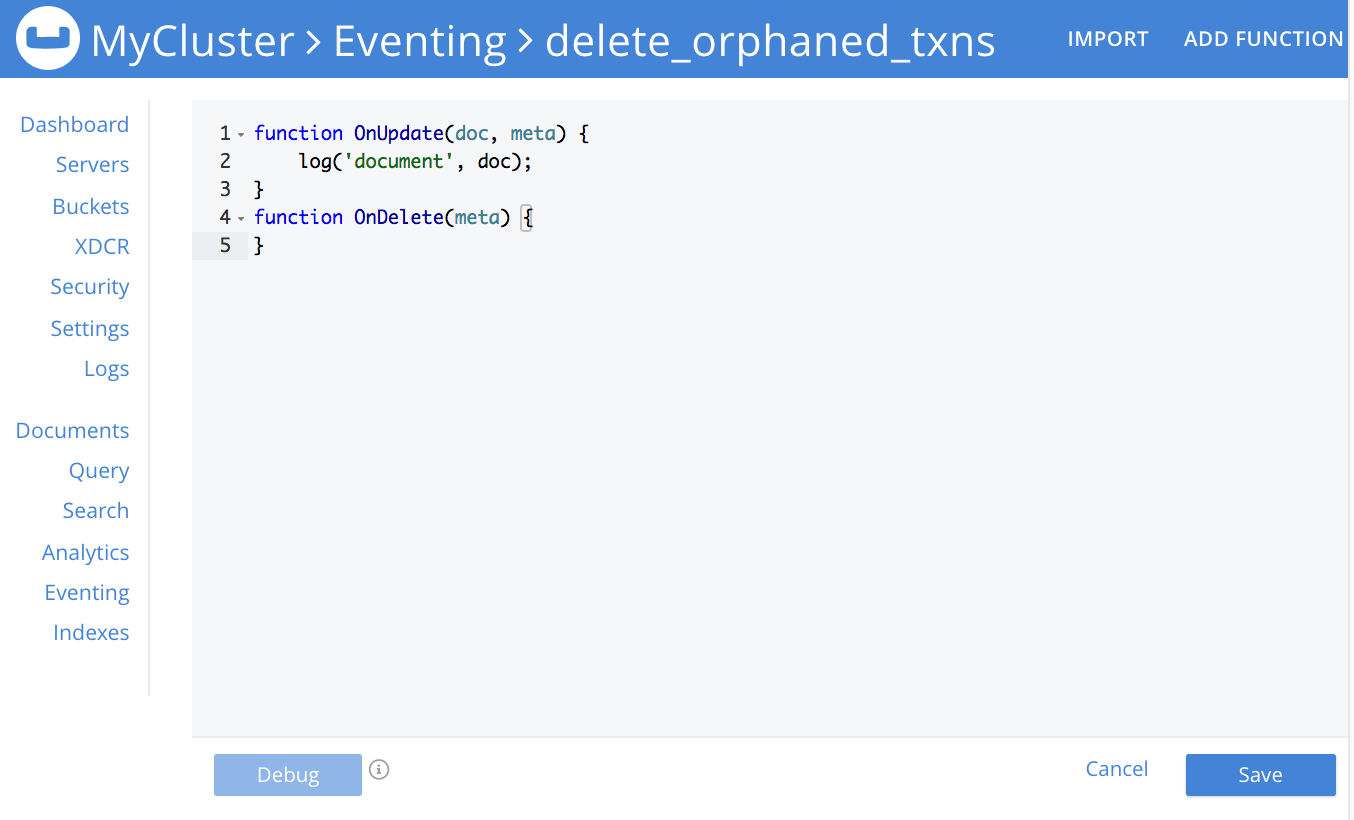 MyCluster > Eventing > delete_orphaned_txns
IMPORT
ADD FUNCTION
Dashboard
Servers
Buckets
XDCR
Security
Settings
Logs
Documents
Query
Search
Analytics
Eventing
Indexes
1 function OnUpdate(doc, meta) {
2     log('document', doc);
3 }
4 function OnDelete(meta) {
5 }
Debug
Cancel
Save